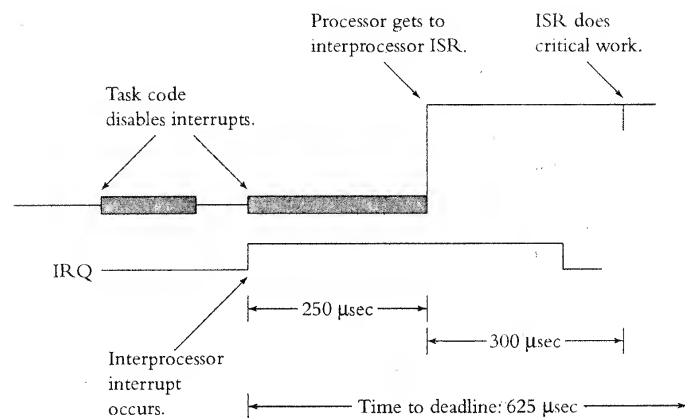 Processor gets to
interprocessor ISR.
ISR does
critical work.
Task code
disables interrupts.
IRQ
250 µsec
300 µsec
Interprocessor
interrupt
occurs.
Time to deadline: 625 µsec